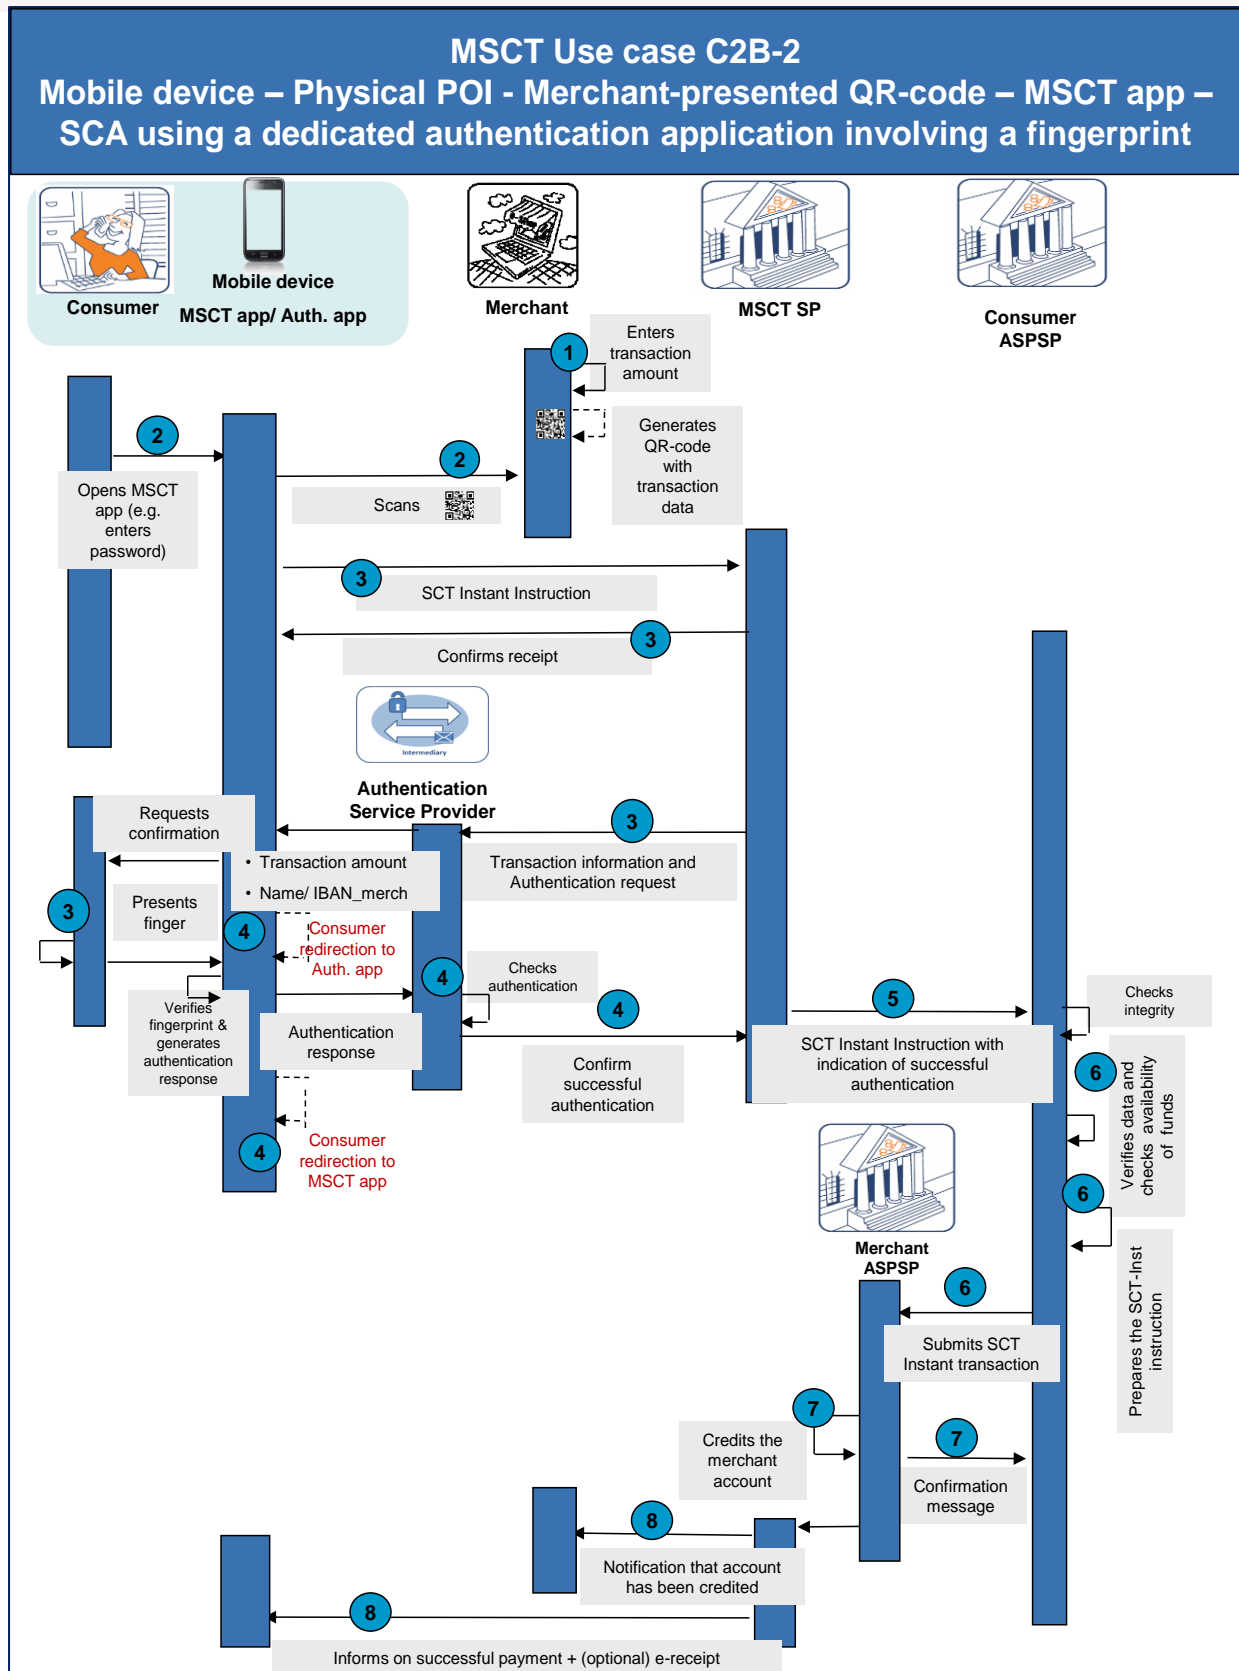 MSCT Use case C2B-2
Mobile device – Physical POI - Merchant-presented QR-code – MSCT app –
SCA using a dedicated authentication application involving a fingerprint
Consumer
Mobile device
MSCT app/ Auth. app
Merchant
MSCT SP
Consumer
ASPSP
1
Enters
transaction
amount
Generates
QR-code
with
transaction
data
2
Opens MSCT
app (e.g.
enters
password)
2
Scans
3
SCT Instant Instruction
3
Confirms receipt
Intermediary
Authentication
Service Provider
Requests
confirmation
• Transaction amount
• Name/ IBAN_merch
3
Transaction information and
Authentication request
3
Presents
finger
4
Consumer
redirection to
Auth. app
Verifies
fingerprint &
generates
authentication
response
Authentication
response
4
Checks
authentication
4
Confirm
successful
authentication
4
Consumer
redirection to
MSCT app
5
SCT Instant Instruction with
indication of successful
authentication
Checks
integrity
6
Verifies data and
checks availability
of funds
6
Prepares the SCT-Inst
instruction
Merchant
ASPSP
6
Submits SCT
Instant transaction
7
Credits the
merchant
account
7
Confirmation
message
8
Notification that account
has been credited
8
Informs on successful payment + (optional) e-receipt